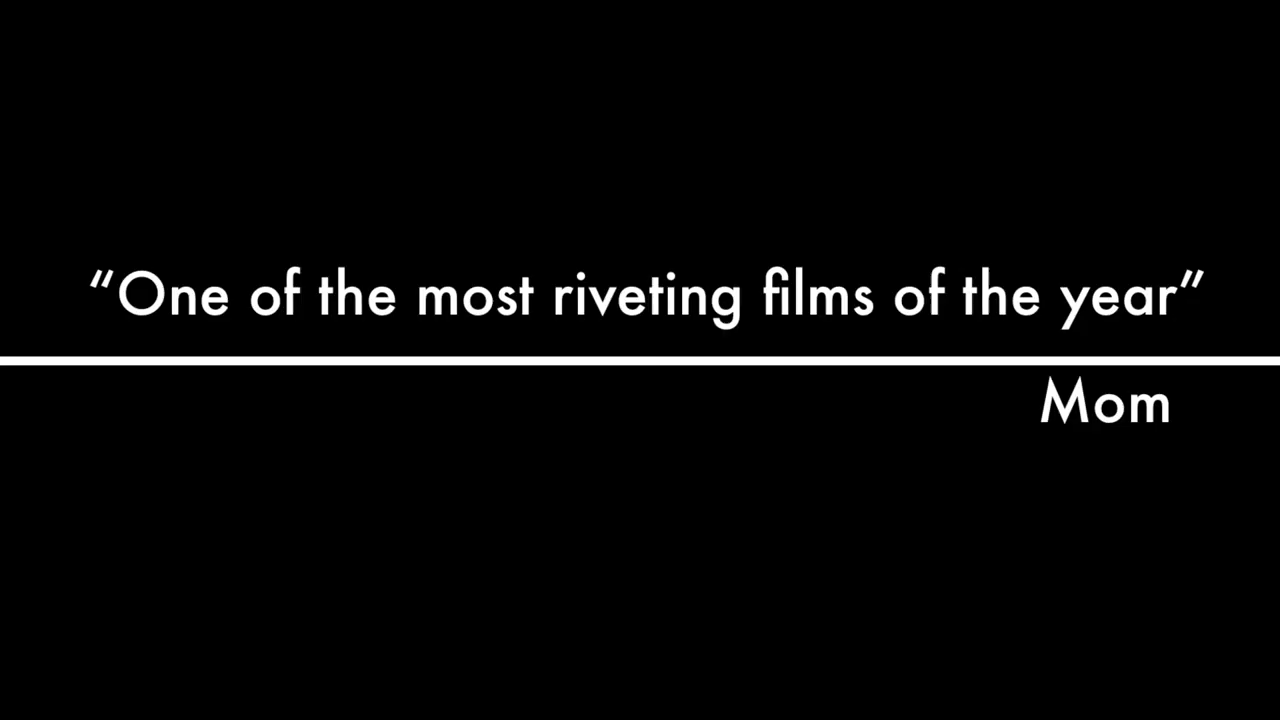 “One of the most riveting films of the year”
Mom